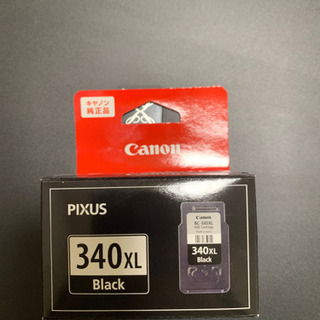 キヤノン
純正品
Canon
PIXUS
340XL
Black
Canon
BC-340XL
340XL
Black